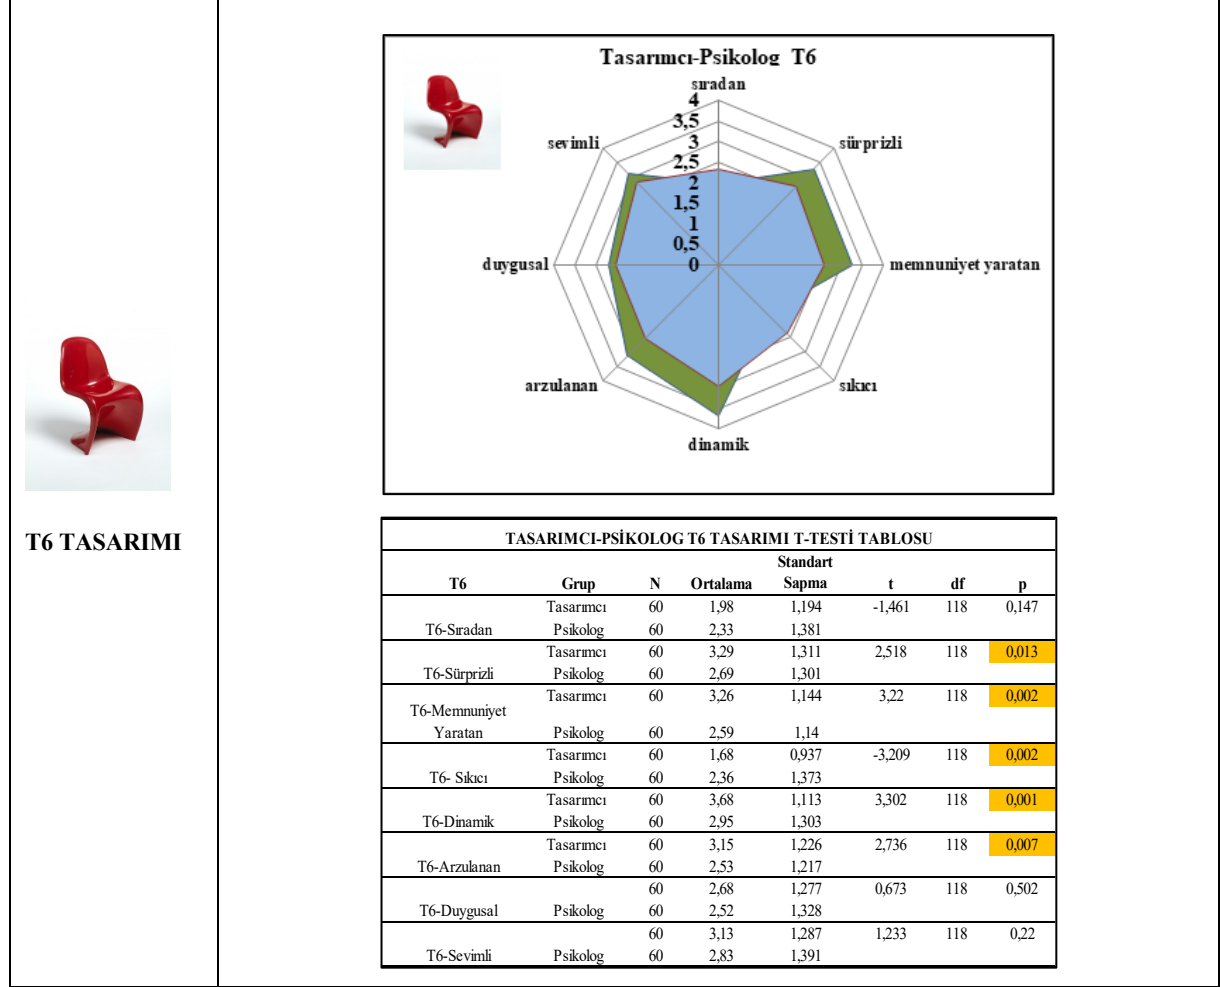 Tasarımcı-Psikolog T6
sıradan
4
3,5
sevimli
sürprizli
3
2,5
2
1,5
1
0,5
duygusal
0
memnuniyet yaratan
arzulanan
sıkıcı
dinamik
T6 TASARIMI
TASARIMCI-PSİKOLOG T6 TASARIMI T-TESTİ TABLOSU
T6 Grup N Ortalama Standart Sapma t df p
Tasarımcı 60 1,98 1,194 -1,461 118 0,147
T6-Sıradan Psikolog 60 2,33 1,381
Tasarımcı 60 3,29 1,311 2,518 118 0,013
T6-Sürprizli Psikolog 60 2,69 1,301
Tasarımcı 60 3,26 1,144 3,22 118 0,002
T6-Memnuniyet
Yaratan Psikolog 60 2,59 1,14
Tasarımcı 60 1,68 0,937 -3,209 118 0,002
T6- Sıkıcı Psikolog 60 2,36 1,373
Tasarımcı 60 3,68 1,113 3,302 118 0,001
T6-Dinamik Psikolog 60 2,95 1,303
Tasarımcı 60 3,15 1,226 2,736 118 0,007
T6-Arzulanan Psikolog 60 2,53 1,217
60 2,68 1,277 0,673 118 0,502
T6-Duygusal Psikolog 60 2,52 1,328
60 3,13 1,287 1,233 118 0,22
T6-Sevimli Psikolog 60 2,83 1,391